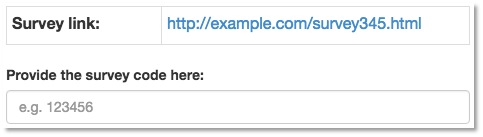 Survey link: http://example.com/survey345.html
Provide the survey code here:
e.g. 123456